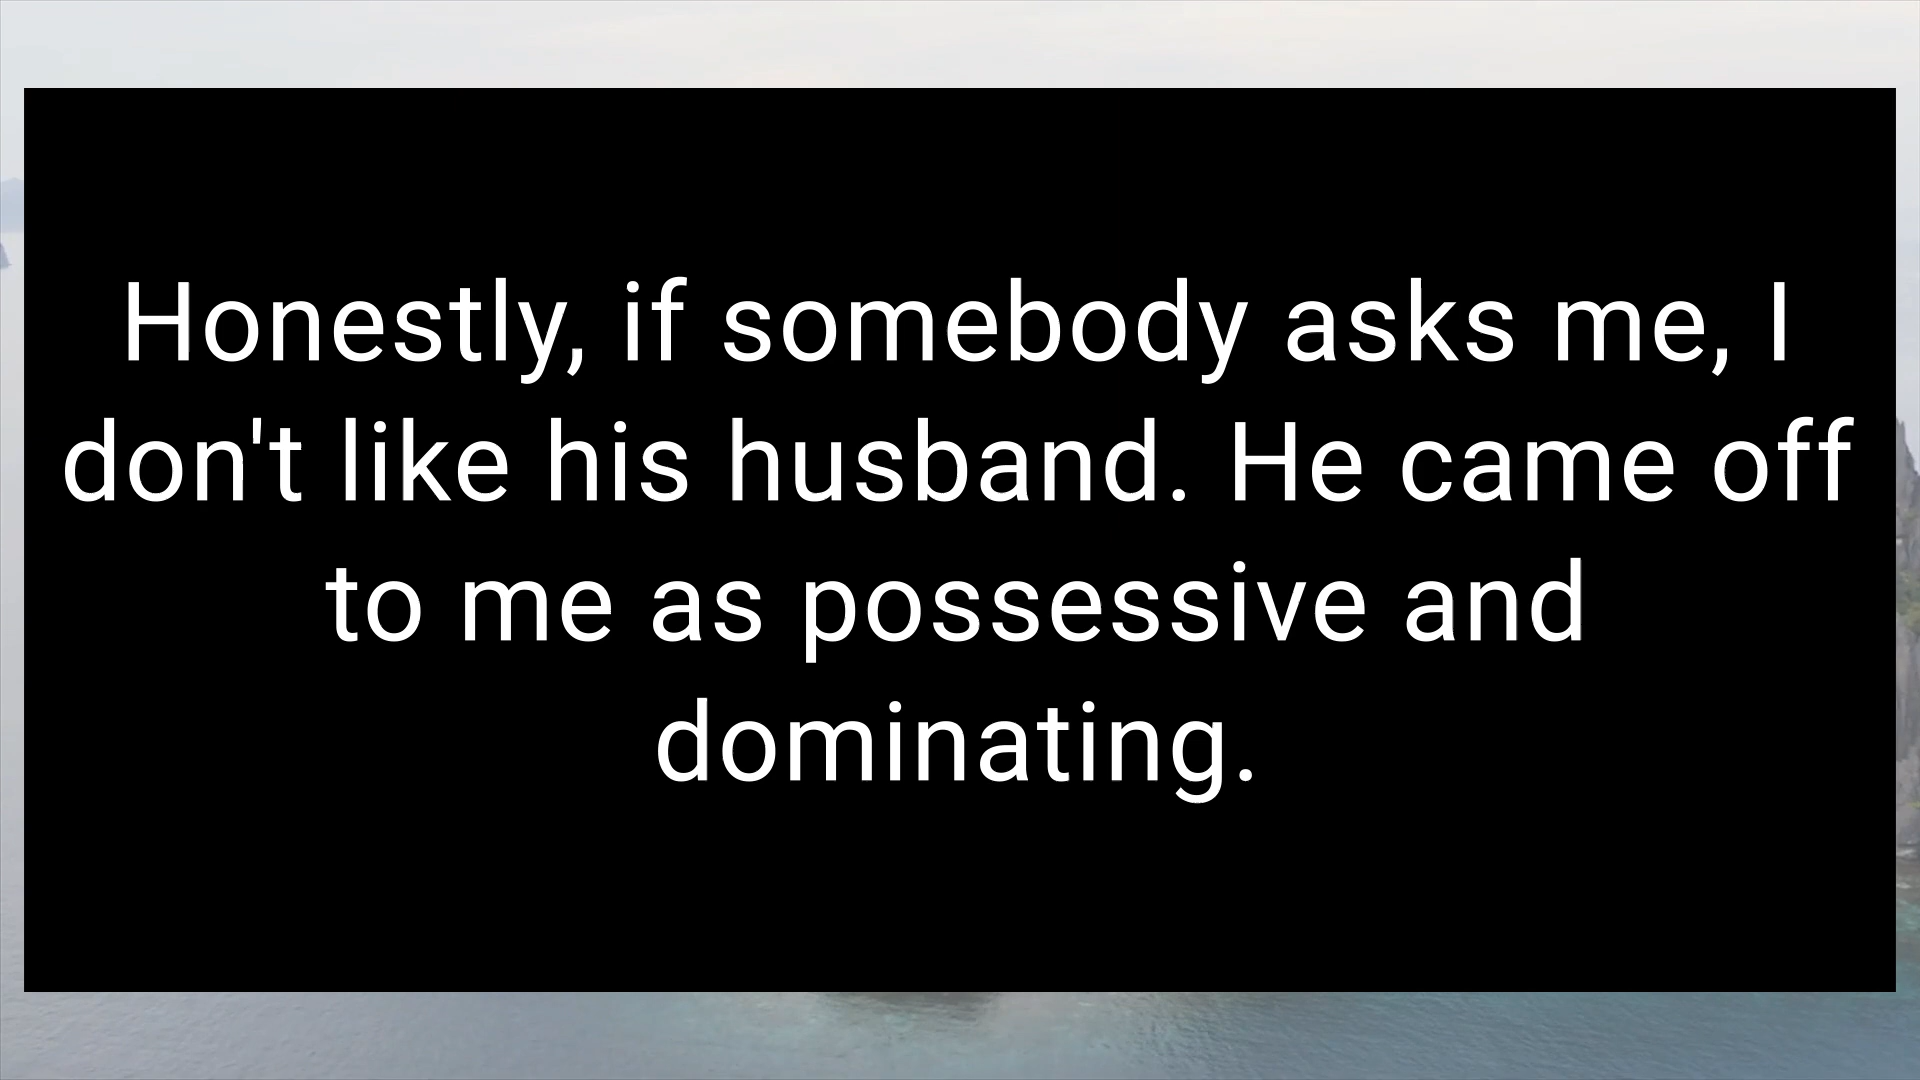 Honestly, if somebody asks me, I
don't like his husband. He came off
to me as possessive and
dominating.